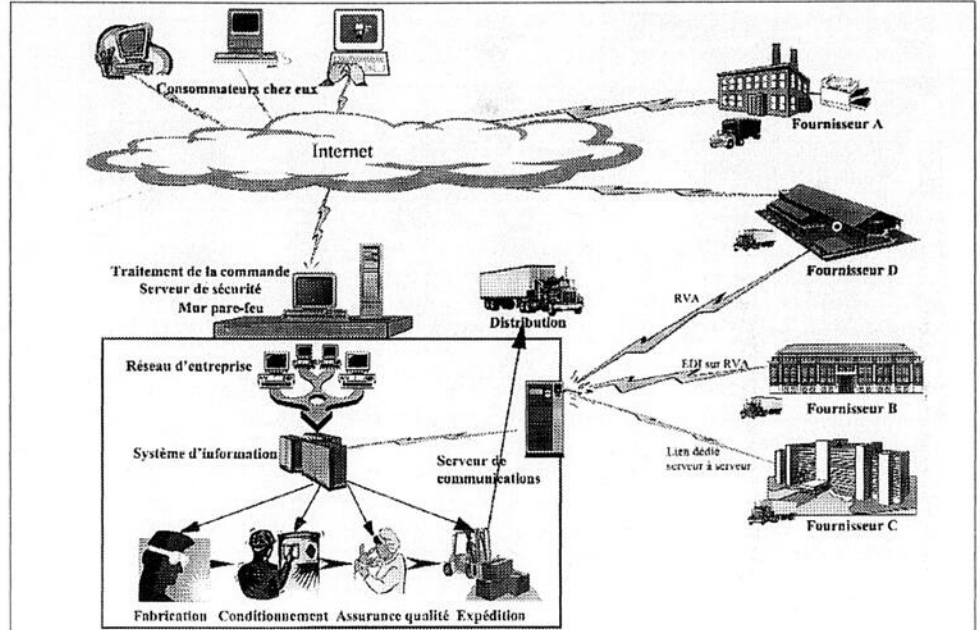 Consommateurs chez eux
Internet
Fournisseur A
Fournisseur D
Traitement de la commande
Serveur de sécurité
Mur pare-feu
Distribution
RVA
Réseau d'entreprise
EDI sur RVA
Fournisseur B
Système d'information
Serveur de
communications
Lien dédié
serveur à serveur
Fournisseur C
Fabrication Conditionnement Assurance qualité Expédition